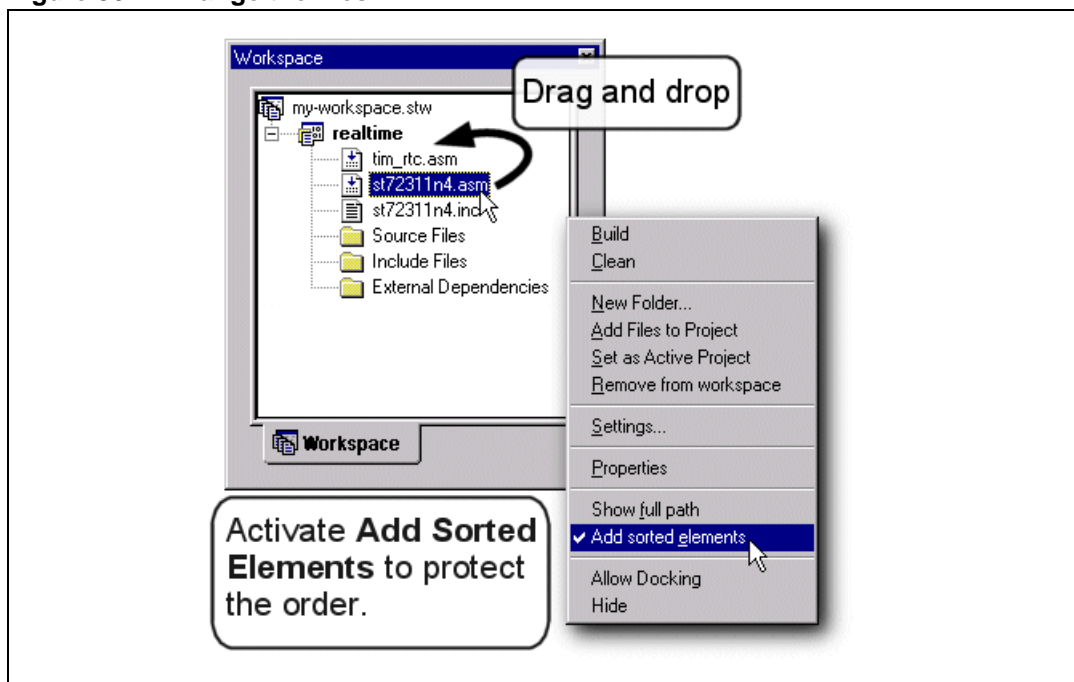 Workspace
Drag and drop
my-workspace.stw
realtime
tim_rtc.asm
st72311n4.asm
st72311n4.inc
Source Files
Include Files
External Dependencies
Workspace
Build
Clean
New Folder...
Add Files to Project
Set as Active Project
Remove from workspace
Settings...
Properties
Show full path
Add sorted elements
Allow Docking
Hide
Activate Add Sorted
Elements to protect
the order.